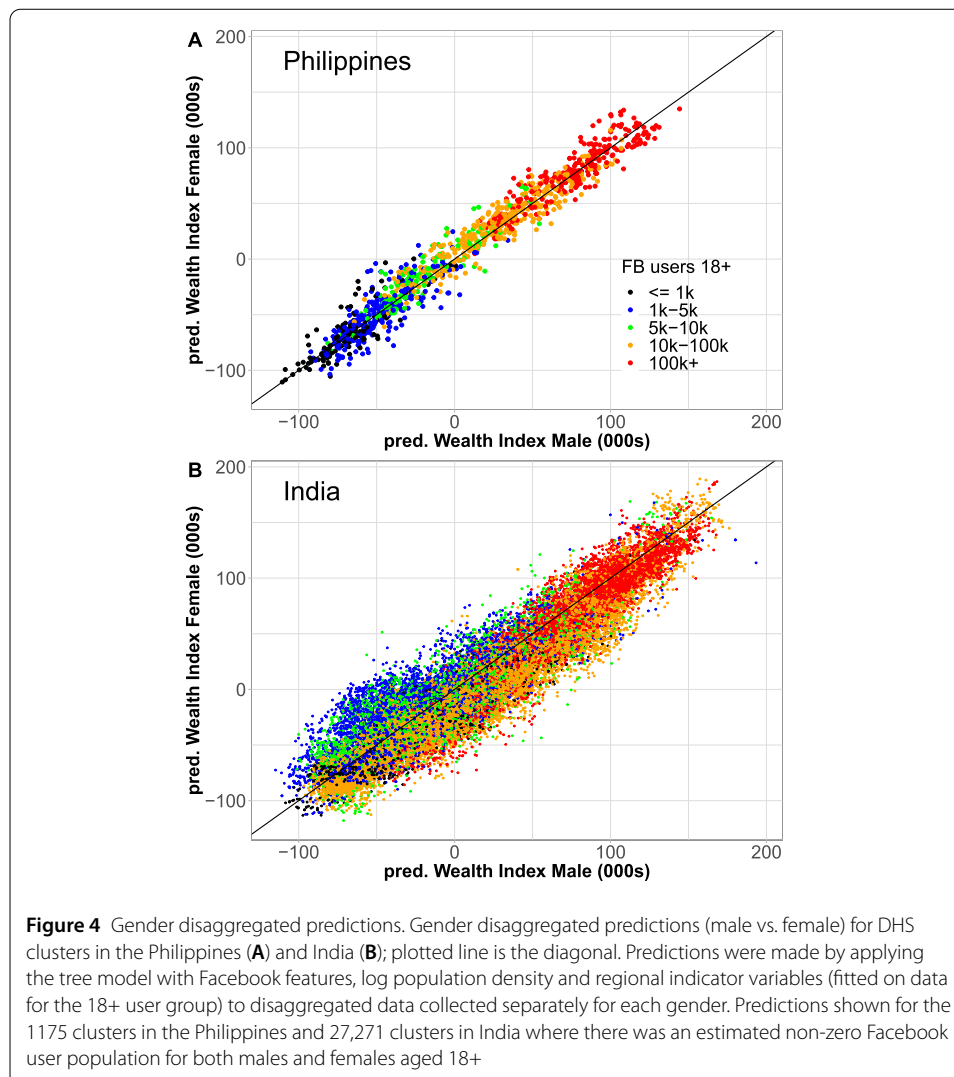 A
Philippines
200
100
0
−100
pred. Wealth Index Female (000s)
FB users 18+
<= 1k
1k−5k
5k−10k
10k−100k
100k+
−100 0 100 200
pred. Wealth Index Male (000s)
B
India
200
100
0
−100
pred. Wealth Index Female (000s)
−100 0 100 200
pred. Wealth Index Male (000s)
Figure 4 Gender disaggregated predictions. Gender disaggregated predictions (male vs. female) for DHS
clusters in the Philippines (A) and India (B); plotted line is the diagonal. Predictions were made by applying
the tree model with Facebook features, log population density and regional indicator variables (fitted on data
for the 18+ user group) to disaggregated data collected separately for each gender. Predictions shown for the
1175 clusters in the Philippines and 27,271 clusters in India where there was an estimated non-zero Facebook
user population for both males and females aged 18+